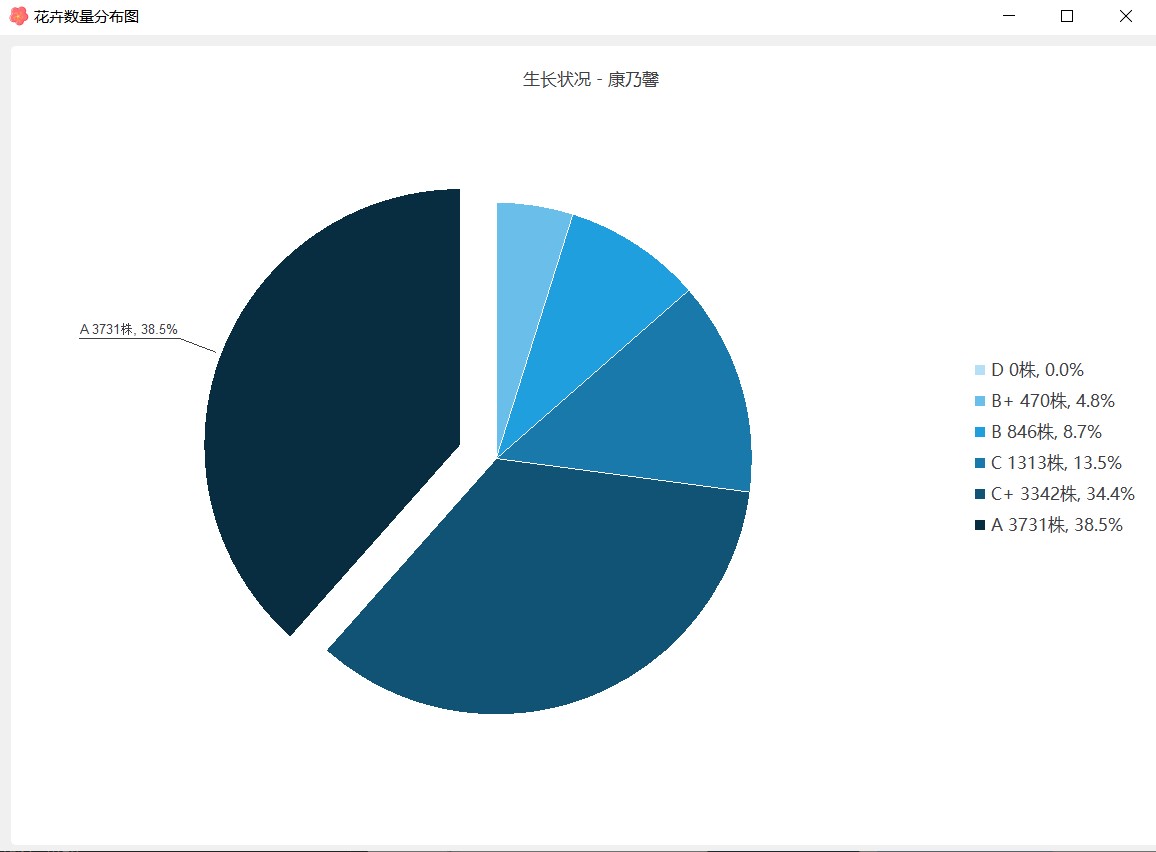 花卉数量分布图
生长状况 - 康乃馨
A 3731株, 38.5%
D 0株, 0.0%
B+ 470株, 4.8%
B 846株, 8.7%
C 1313株, 13.5%
C+ 3342株, 34.4%
A 3731株, 38.5%